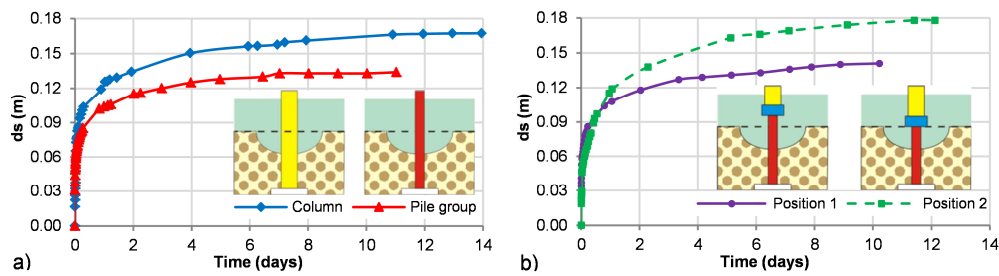 0.18
0.15
0.12
0.09
0.06
0.03
0.00
ds (m)
0 2 4 6 8 10 12 14
Time (days)
Column Pile group
a)
0.18
0.15
0.12
0.09
0.06
0.03
0.00
ds (m)
0 2 4 6 8 10 12 14
Time (days)
Position 1 Position 2
b)